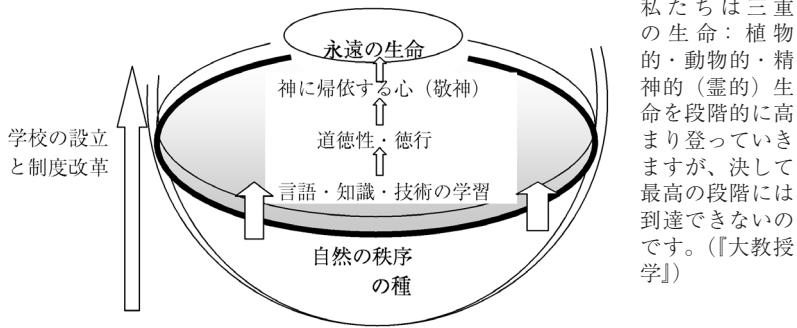 永遠の生命
神に帰依する心（敬神）
道徳性・徳行
言語・知識・技術の学習
自然の秩序
の種
学校の設立
と制度改革
私たちは三重
の生命：植物
的・動物的・精
神的（霊的）生
命を段階的に高
まり登っていき
ますが、決して
最高の段階には
到達できないの
です。（『大教授
学』）